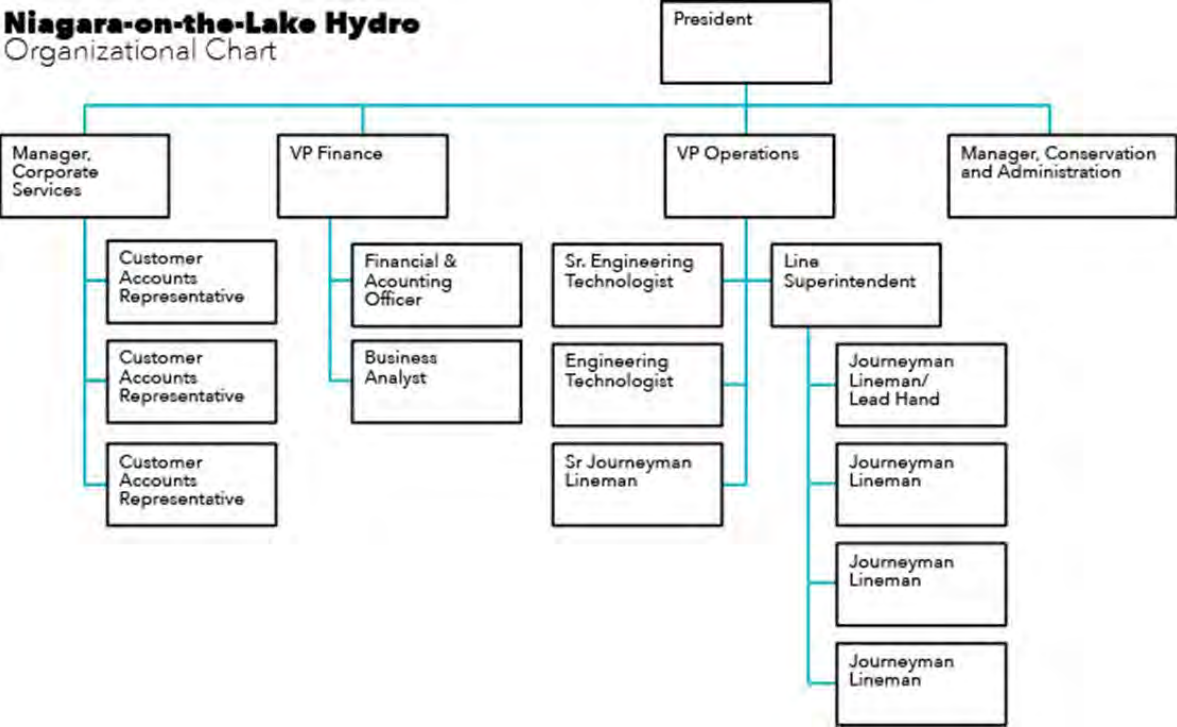 Niagara-on-the-Lake Hydro
Organizational Chart
President
Manager,
Corporate
Services
VP Finance
VP Operations
Manager, Conservation
and Administration
Customer
Accounts
Representative
Customer
Accounts
Representative
Customer
Accounts
Representative
Financial &
Acounting
Officer
Business
Analyst
Sr. Engineering
Technologist
Engineering
Technologist
Sr Journeyman
Lineman
Line
Superintendent
Journeyman
Lineman/
Lead Hand
Journeyman
Lineman
Journeyman
Lineman
Journeyman
Lineman